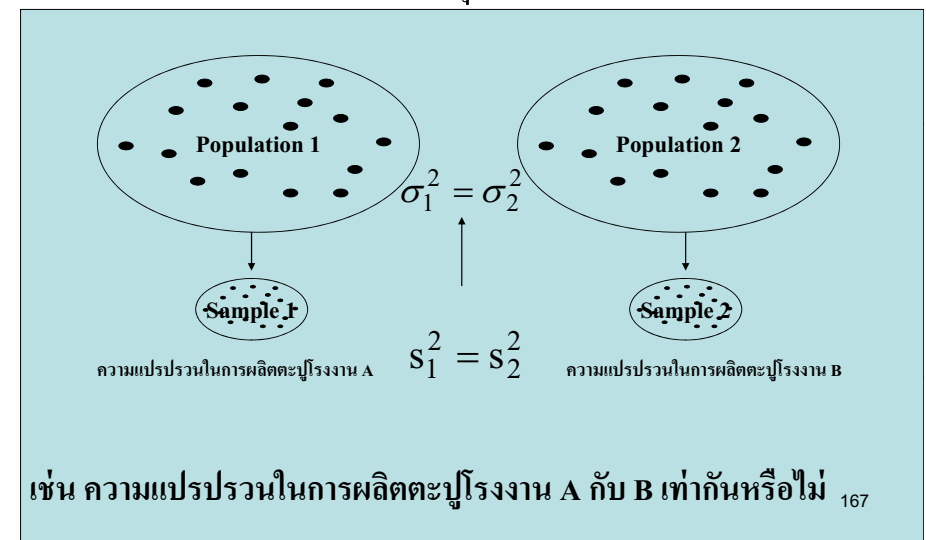 Population 1
Population 2
σ₁² = σ₂²
Sample 1
Sample 2
s₁² = s₂²
ความแปรปรวนในการผลิตตะปูโรงงาน A
ความแปรปรวนในการผลิตตะปูโรงงาน B
เช่น ความแปรปรวนในการผลิตตะปูโรงงาน A กับ B เท่ากันหรือไม่
167